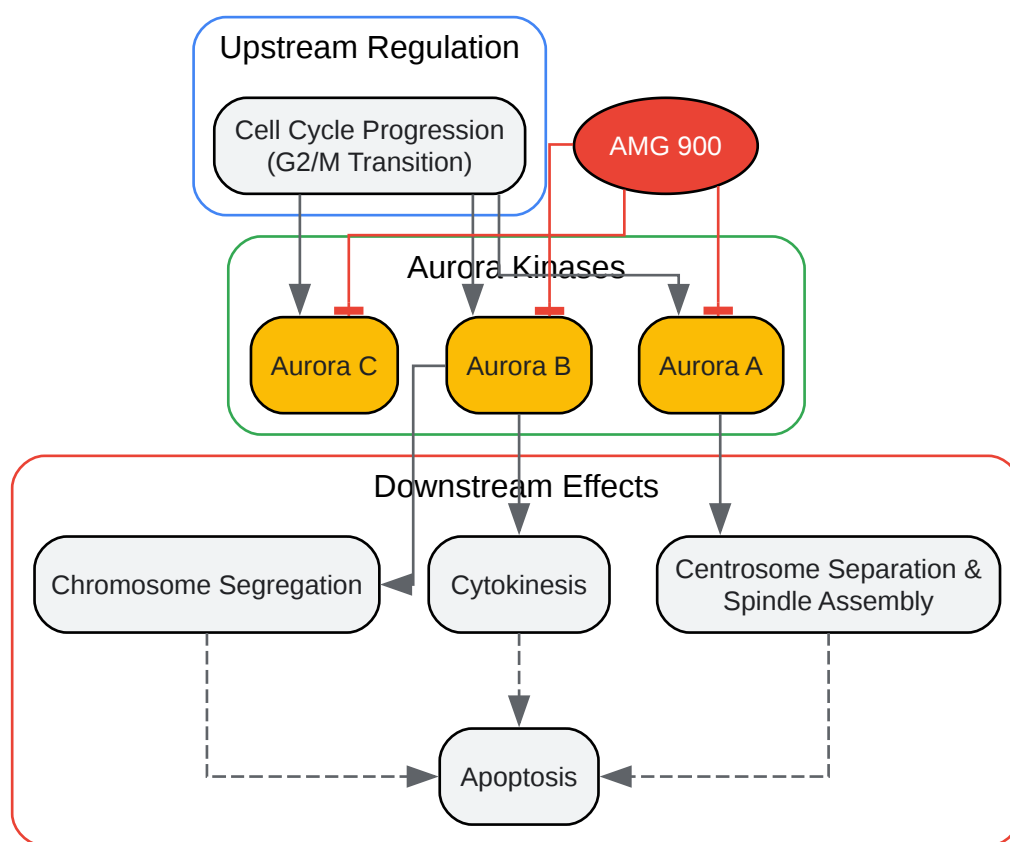 Upstream Regulation
Cell Cycle Progression
(G2/M Transition)
AMG 900
Aurora Kinases
Aurora C
Aurora B
Aurora A
Downstream Effects
Chromosome Segregation
Cytokinesis
Centrosome Separation &
Spindle Assembly
Apoptosis